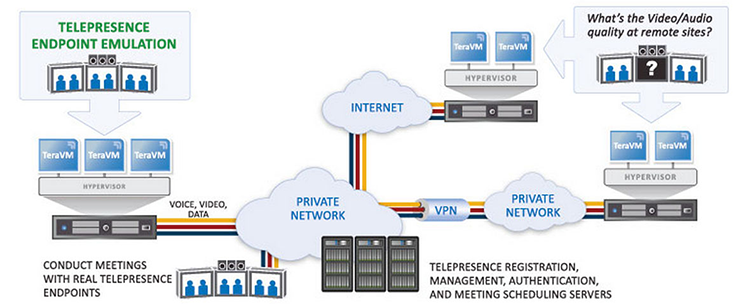 TELEPRESENCE
ENDPOINT EMULATION
TeraVM
TeraVM
TeraVM
HYPERVISOR
VOICE, VIDEO,
DATA
CONDUCT MEETINGS
WITH REAL TELEPRESENCE
ENDPOINTS
PRIVATE
NETWORK
INTERNET
TeraVM
TeraVM
HYPERVISOR
What's the Video/Audio
quality at remote sites?
?
VPN
PRIVATE
NETWORK
TeraVM
TeraVM
HYPERVISOR
TELEPRESENCE REGISTRATION,
MANAGEMENT, AUTHENTICATION,
AND MEETING SCHEDULING SERVERS